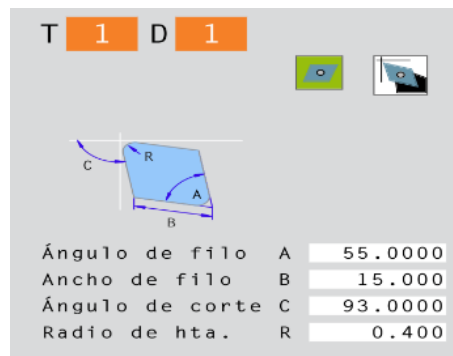 T 1 D 1
C
R
A
B
Ángulo de filo A 55.0000
Ancho de filo B 15.000
Ángulo de corte C 93.0000
Radio de hta. R 0.400